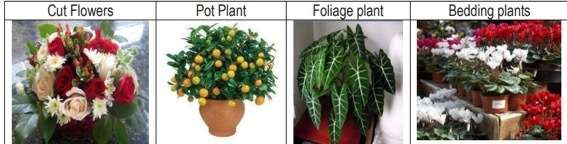 Cut Flowers
Pot Plant
Foliage plant
Bedding plants